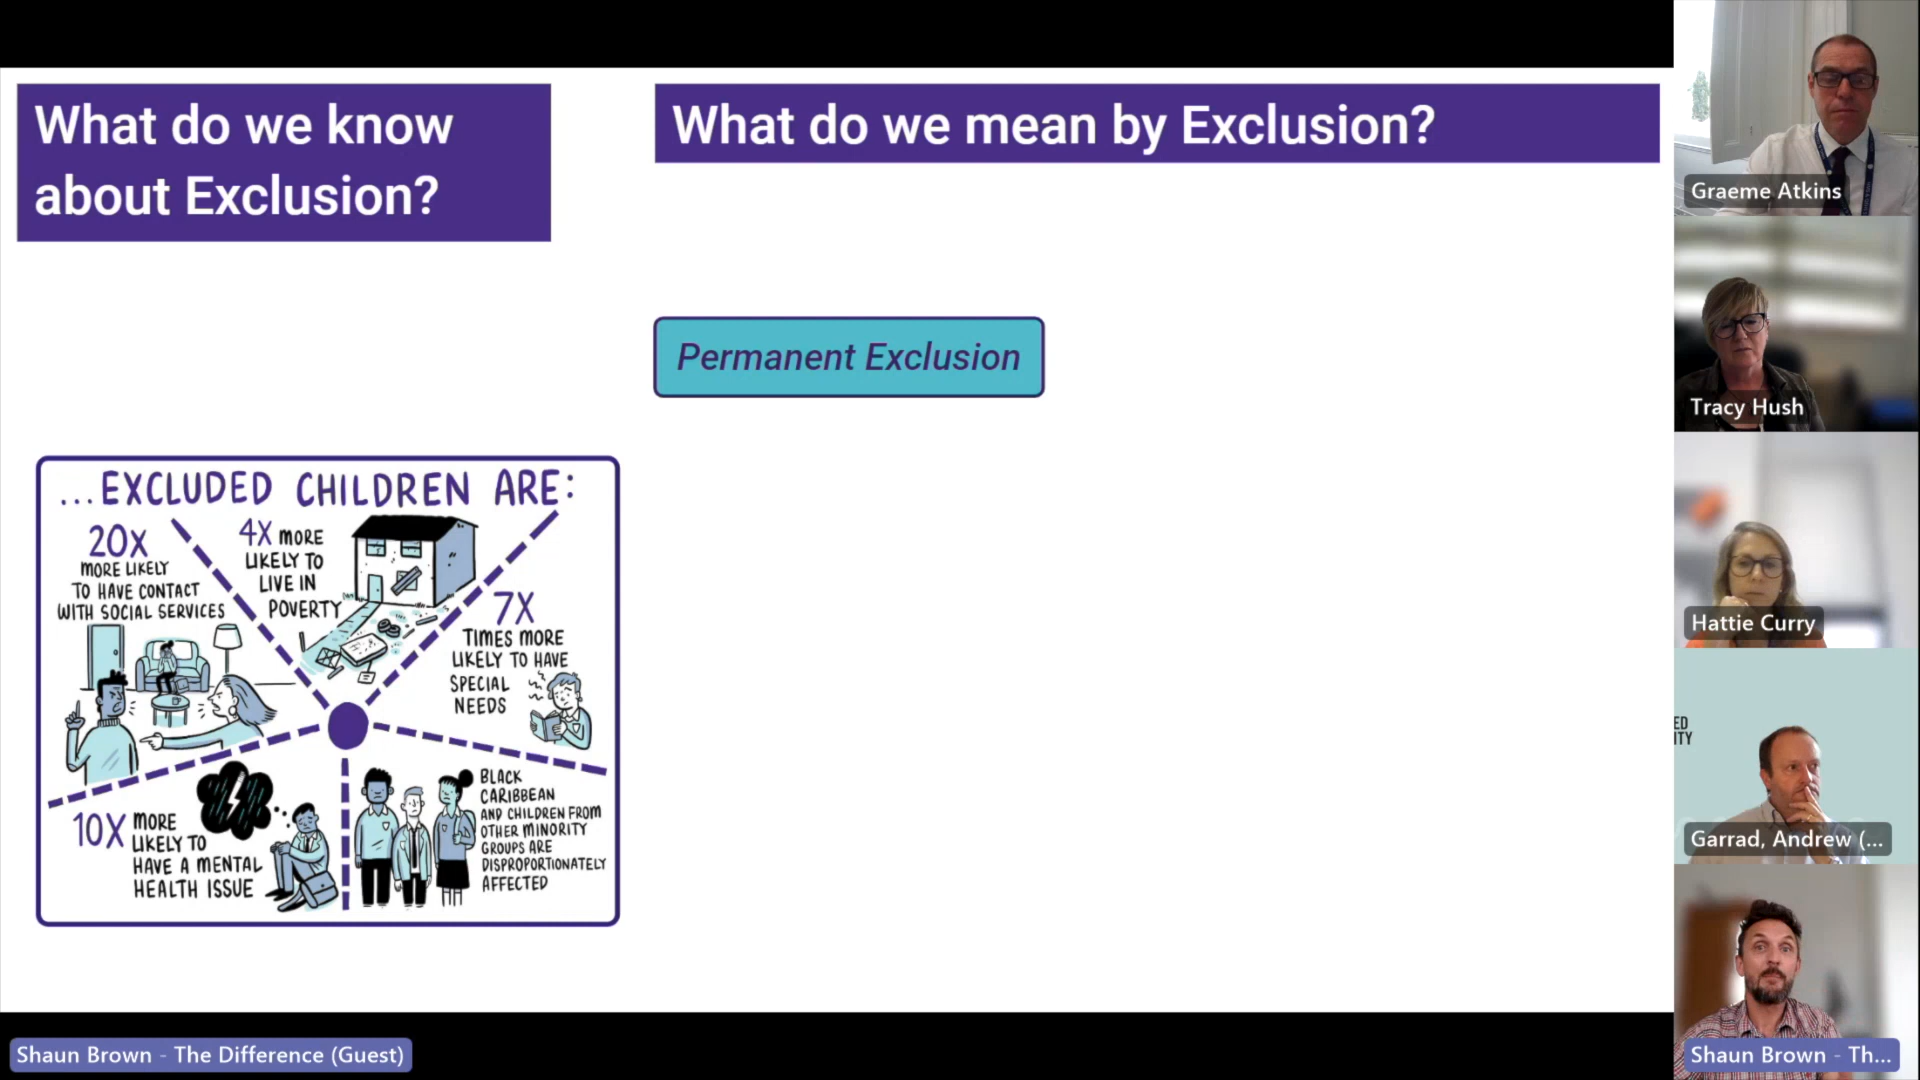 What do we know
about Exclusion?
What do we mean by Exclusion?
Permanent Exclusion
...EXCLUDED CHILDREN ARE:
20X
MORE LIKELY
TO HAVE CONTACT
WITH SOCIAL SERVICES
4X MORE
LIKELY TO
LIVE IN
POVERTY
7X
TIMES MORE
LIKELY TO HAVE
SPECIAL
NEEDS
10X MORE
LIKELY TO
HAVE A MENTAL
HEALTH ISSUE
BLACK
CARIBBEAN
AND CHILDREN FROM
OTHER MINORITY
GROUPS ARE
DISPROPORTIONATELY
AFFECTED
Shaun Brown - The Difference (Guest)
Graeme Atkins
Tracy Hush
Hattie Curry
ED
ITY
Garrad, Andrew (...
Shaun Brown - Th...